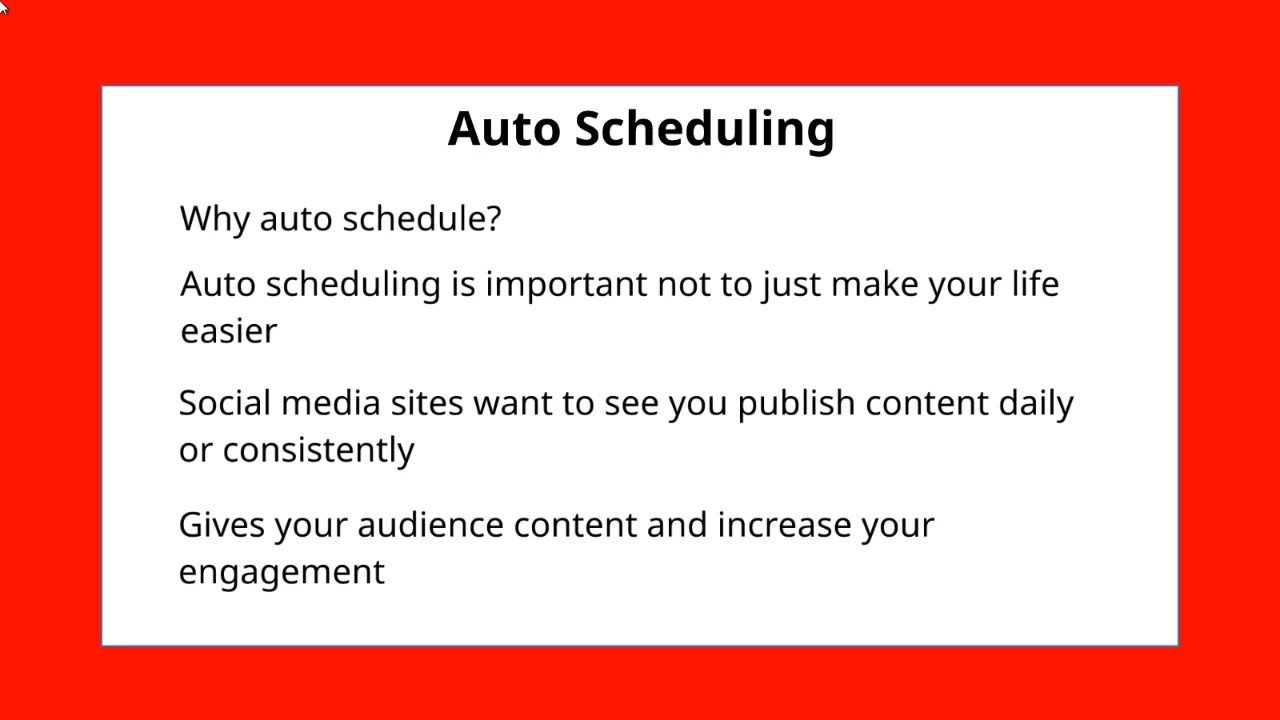 Auto Scheduling
Why auto schedule?
Auto scheduling is important not to just make your life
easier
Social media sites want to see you publish content daily
or consistently
Gives your audience content and increase your
engagement